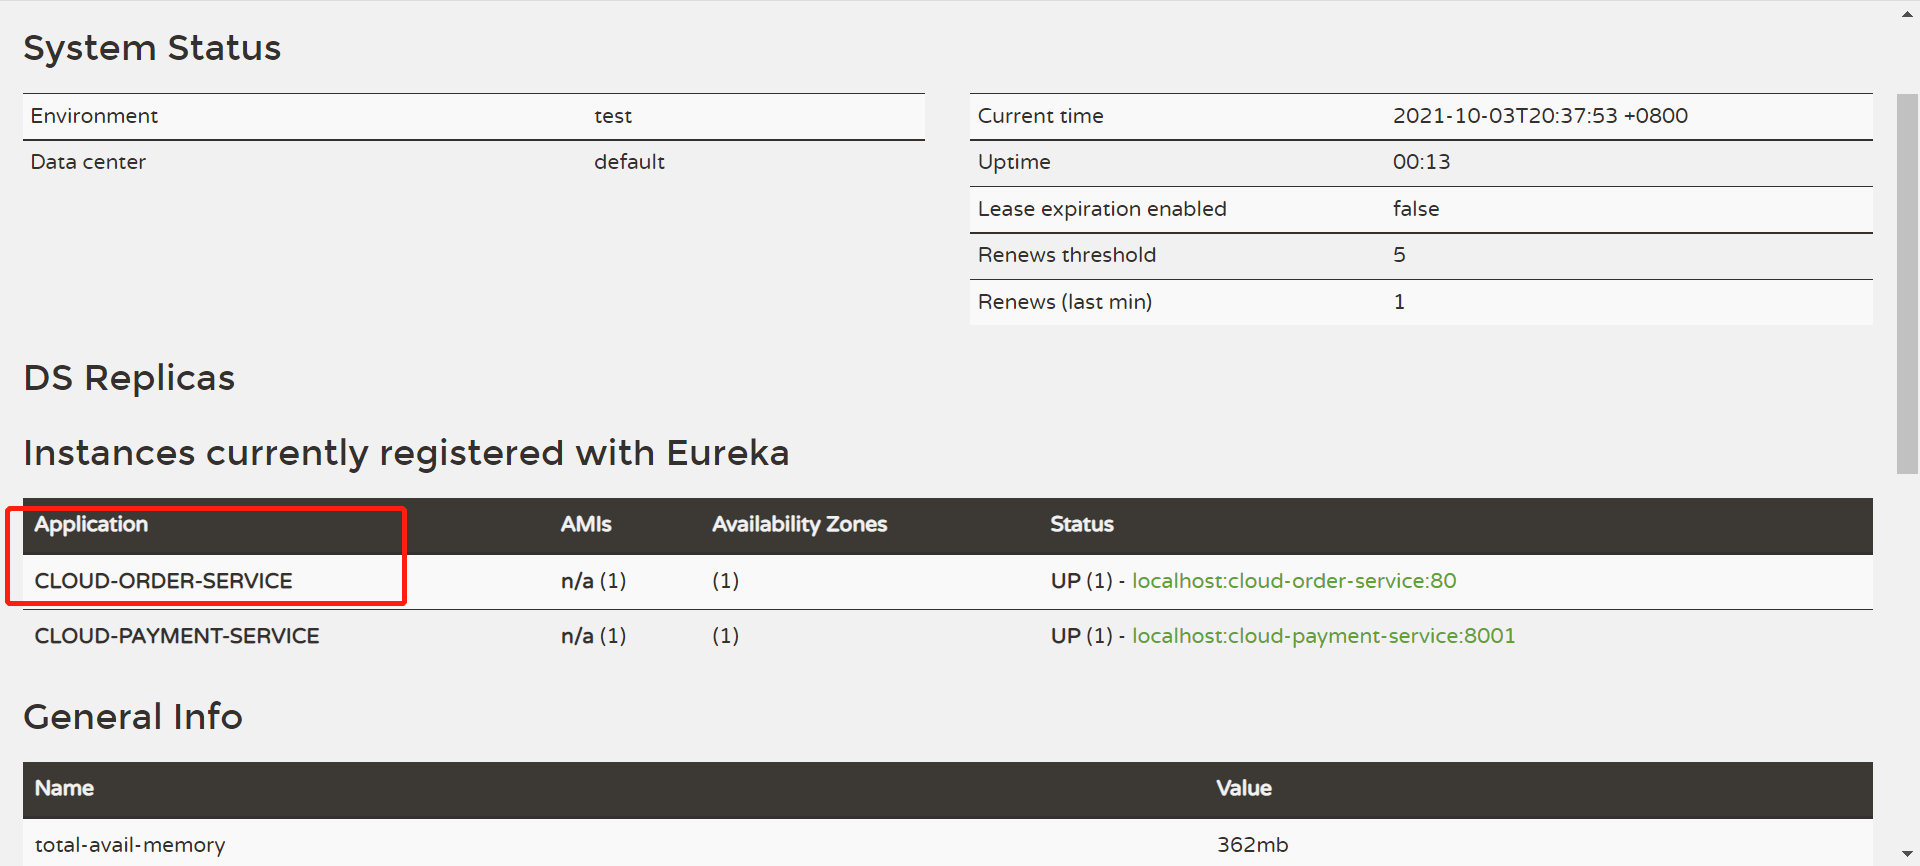 System Status
Environment test
Data center default
Current time 2021-10-03T20:37:53 +0800
Uptime 00:13
Lease expiration enabled false
Renews threshold 5
Renews (last min) 1
DS Replicas
Instances currently registered with Eureka
Application AMIs Availability Zones Status
CLOUD-ORDER-SERVICE n/a (1) (1) UP (1) - localhost:cloud-order-service:80
CLOUD-PAYMENT-SERVICE n/a (1) (1) UP (1) - localhost:cloud-payment-service:8001
General Info
Name Value
total-avail-memory 362mb